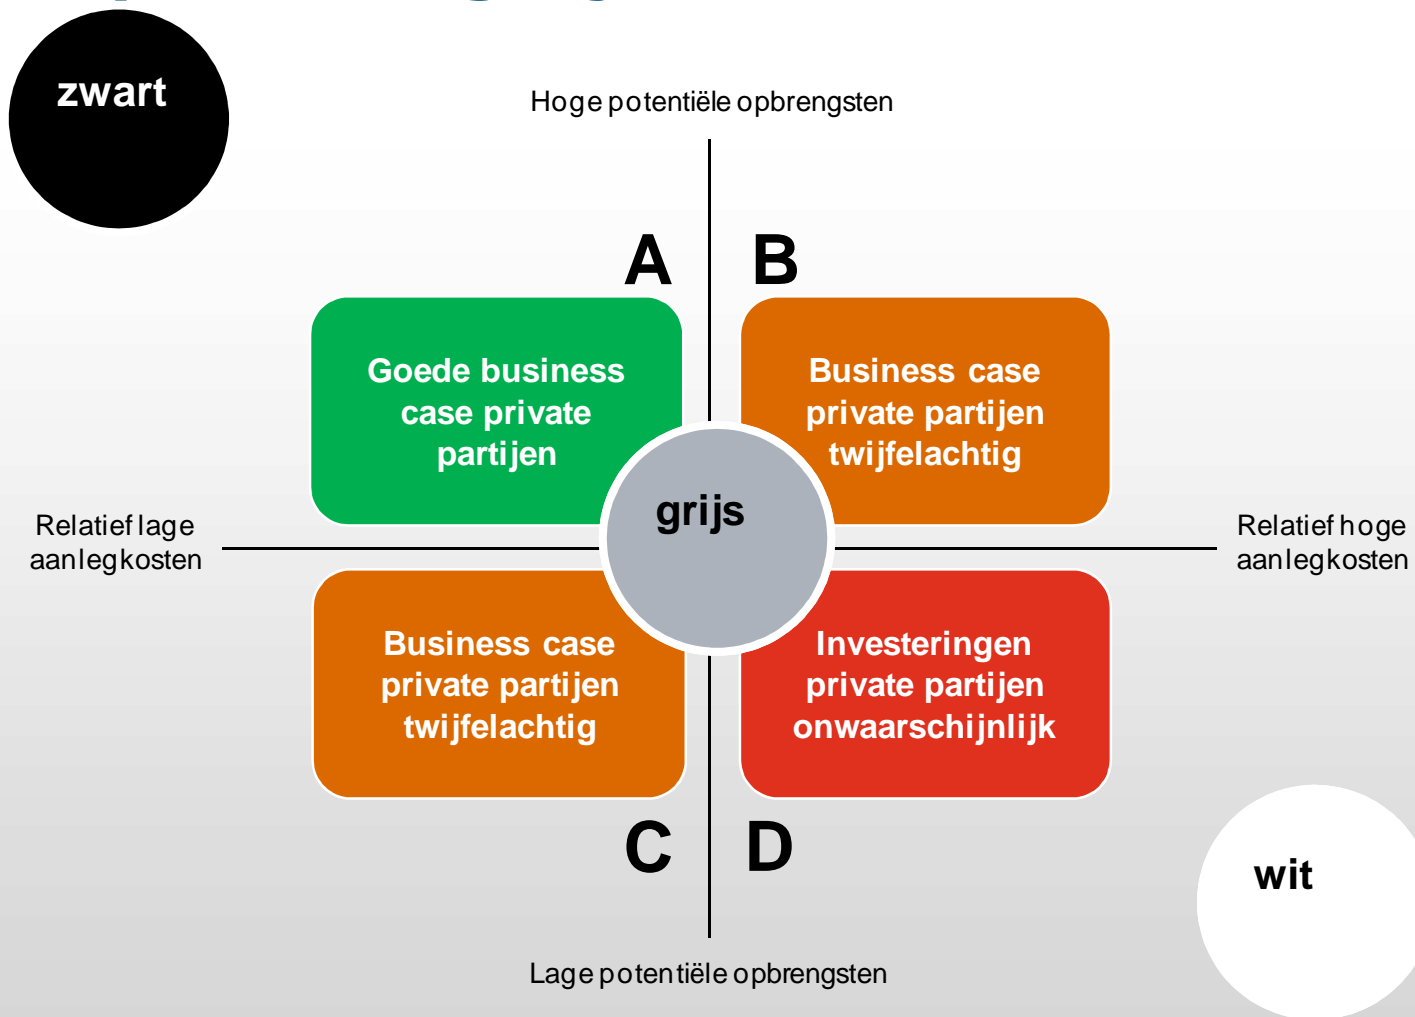 zwart
Hoge potentiële opbrengsten
A
B
Goede business
case private
partijen
Business case
private partijen
twijfelachtig
grijs
Relatief lage
aanlegkosten
Relatief hoge
aanlegkosten
Business case
private partijen
twijfelachtig
Investeringen
private partijen
onwaarschijnlijk
C
D
wit
Lage potentiële opbrengsten